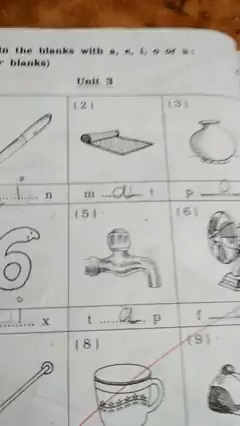 in the blanks with a, e, i, o or u:
r blanks)
Unit 3
(2) (3)
i n m a t p o
(5) (6)
i x t a p f
(8) (9)